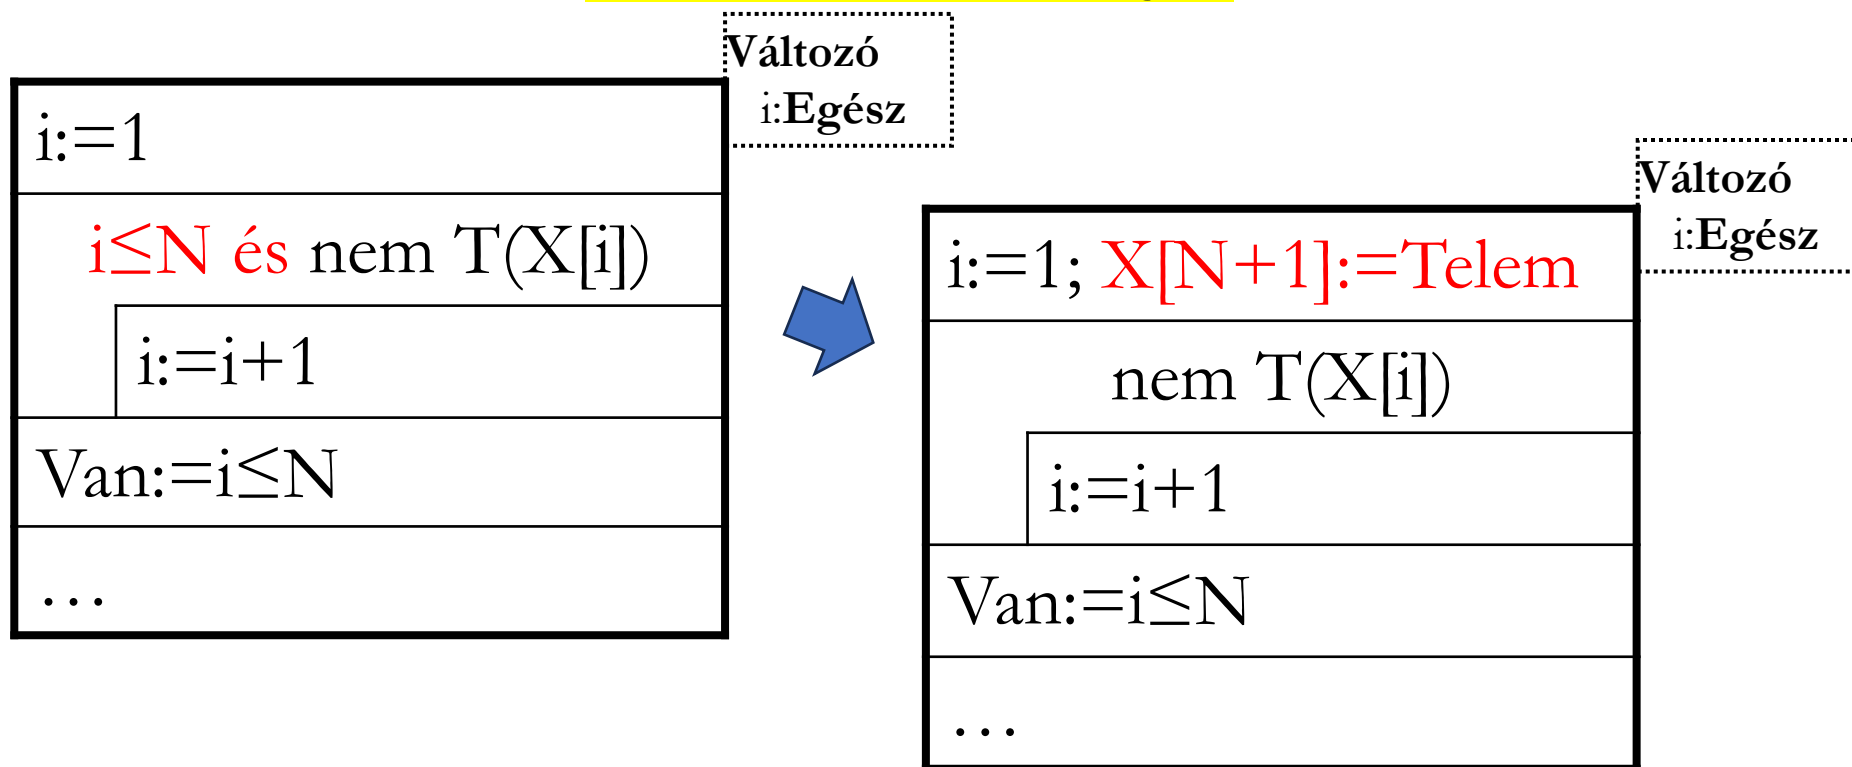 Változó
i:Egész
i:=1
i≤N és nem T(X[i])
i:=i+1
Van:=i≤N
…
Változó
i:Egész
i:=1; X[N+1]:=Telem
nem T(X[i])
i:=i+1
Van:=i≤N
…